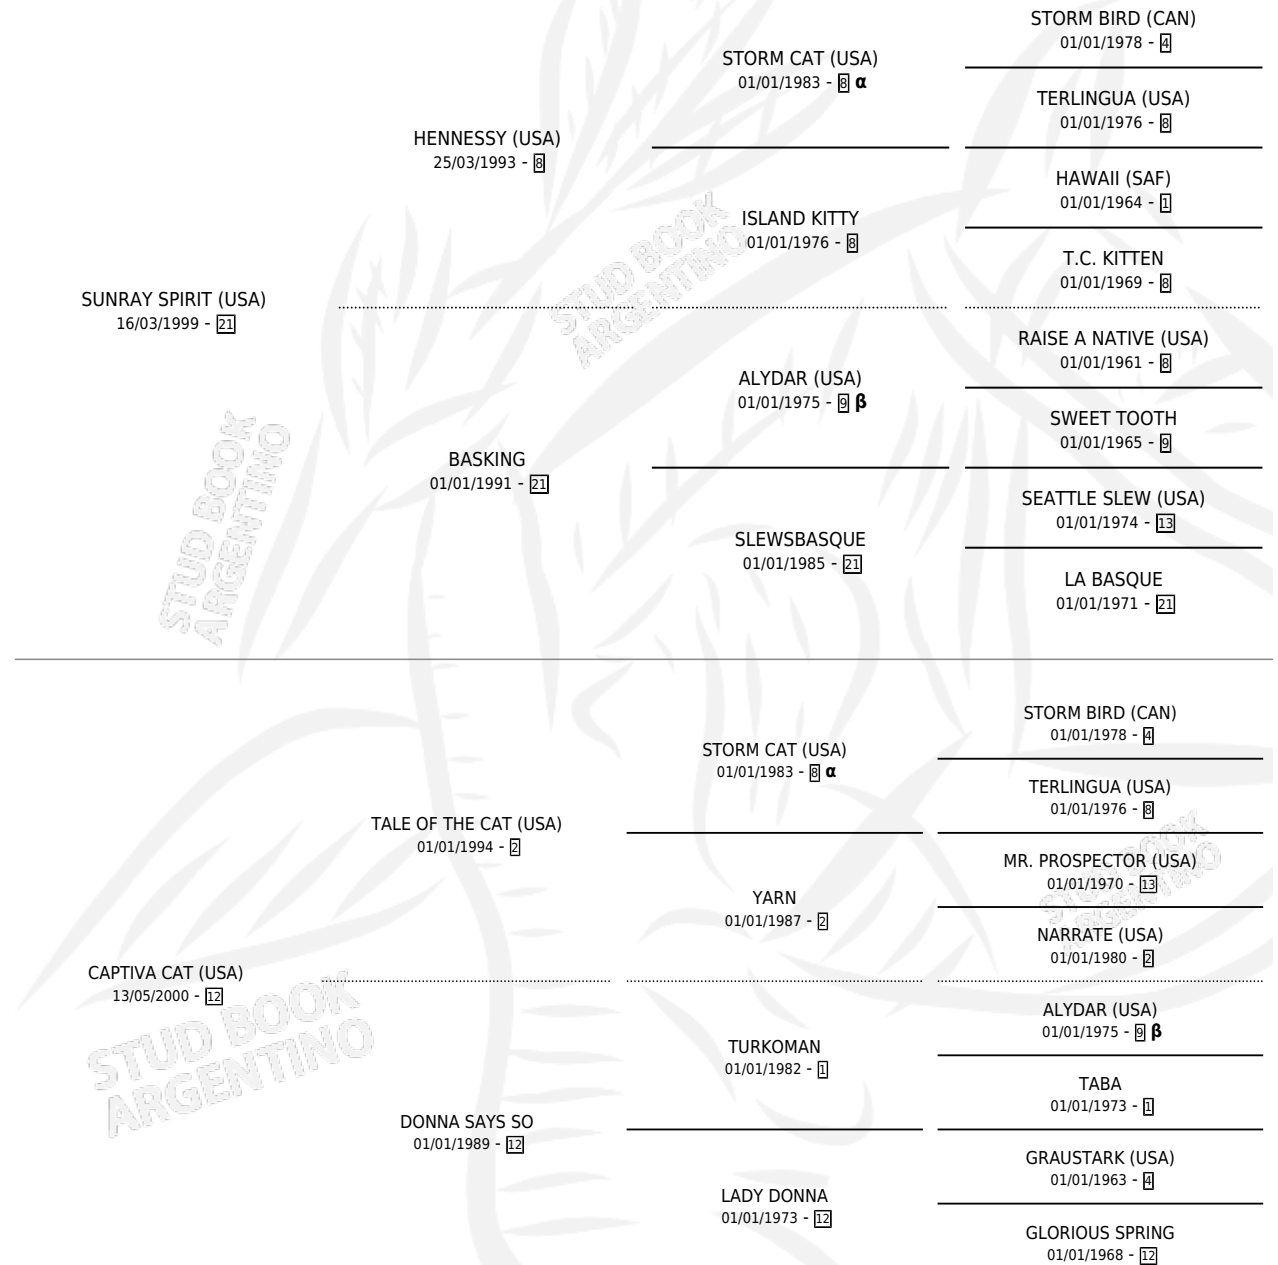 STORM BIRD (CAN)
01/01/1978 - 4
STORM CAT (USA)
01/01/1983 - 8 α
TERLINGUA (USA)
01/01/1976 - 8
HENNESSY (USA)
25/03/1993 - 8
HAWAII (SAF)
01/01/1964 - 1
ISLAND KITTY
01/01/1976 - 8
T.C. KITTEN
01/01/1969 - 8
SUNRAY SPIRIT (USA)
16/03/1999 - 21
RAISE A NATIVE (USA)
01/01/1961 - 8
ALYDAR (USA)
01/01/1975 - 9 β
SWEET TOOTH
01/01/1965 - 9
BASKING
01/01/1991 - 21
SEATTLE SLEW (USA)
01/01/1974 - 13
SLEWSBASQUE
01/01/1985 - 21
LA BASQUE
01/01/1971 - 21
STORM BIRD (CAN)
01/01/1978 - 4
STORM CAT (USA)
01/01/1983 - 8 α
TERLINGUA (USA)
01/01/1976 - 8
TALE OF THE CAT (USA)
01/01/1994 - 2
MR. PROSPECTOR (USA)
01/01/1970 - 13
YARN
01/01/1987 - 2
NARRATE (USA)
01/01/1980 - 2
CAPTIVA CAT (USA)
13/05/2000 - 12
ALYDAR (USA)
01/01/1975 - 9 β
TURKOMAN
01/01/1982 - 1
TABA
01/01/1973 - 1
DONNA SAYS SO
01/01/1989 - 12
GRAUSTARK (USA)
01/01/1963 - 4
LADY DONNA
01/01/1973 - 12
GLORIOUS SPRING
01/01/1968 - 12
STUD BOOK
ARGENTINO
STUD BOOK
ARGENTINO
STUD BOOK
ARGENTINO
STUD BOOK
ARGENTINO